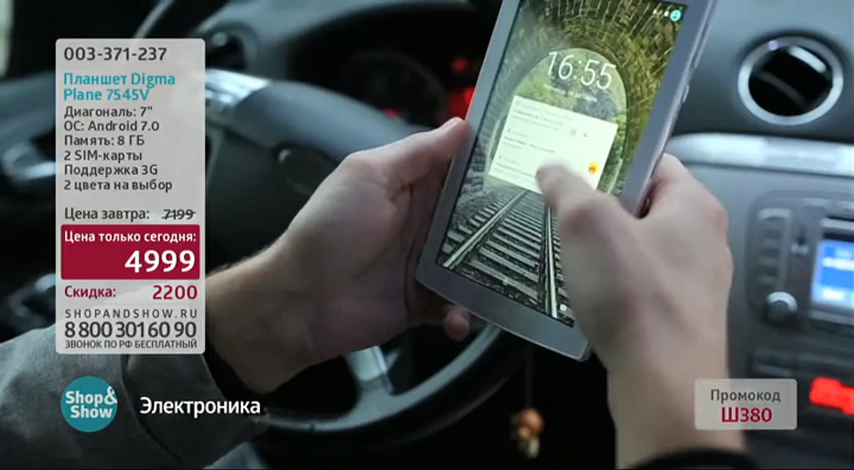 003-371-237
Планшет Digma
Plane 7545V
Диагональ: 7"
ОС: Android 7.0
Память: 8 ГБ
2 SIM-карты
Поддержка 3G
2 цвета на выбор
Цена завтра: 7199
Цена только сегодня:
4999
Скидка: 2200
SHOPANDSHOW.RU
8 800 301 60 90
ЗВОНОК ПО РФ БЕСПЛАТНЫЙ
16:55
Shop&
Show
Электроника
Промокод
Ш380